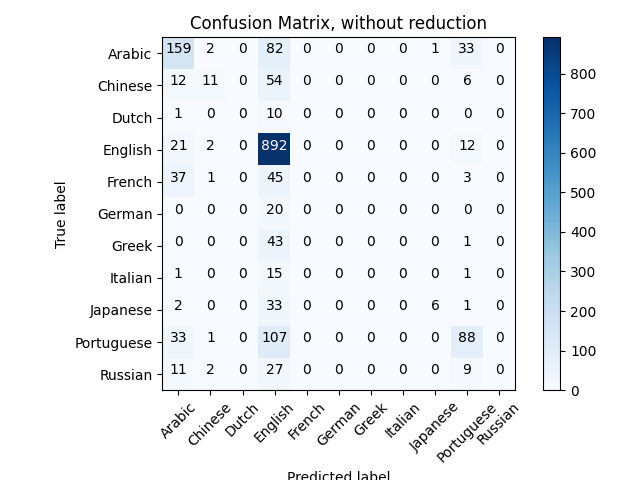 Confusion Matrix, without reduction
True label
Arabic 159 2 0 82 0 0 0 0 1 33 0
Chinese 12 11 0 54 0 0 0 0 0 6 0
Dutch 1 0 0 10 0 0 0 0 0 0 0
English 21 2 0 892 0 0 0 0 0 12 0
French 37 1 0 45 0 0 0 0 0 3 0
German 0 0 0 20 0 0 0 0 0 0 0
Greek 0 0 0 43 0 0 0 0 0 1 0
Italian 1 0 0 15 0 0 0 0 0 1 0
Japanese 2 0 0 33 0 0 0 0 6 1 0
Portuguese 33 1 0 107 0 0 0 0 0 88 0
Russian 11 2 0 27 0 0 0 0 0 9 0
Arabic Chinese Dutch English French German Greek Italian Japanese Portuguese Russian
Predicted label
800
700
600
500
400
300
200
100
0